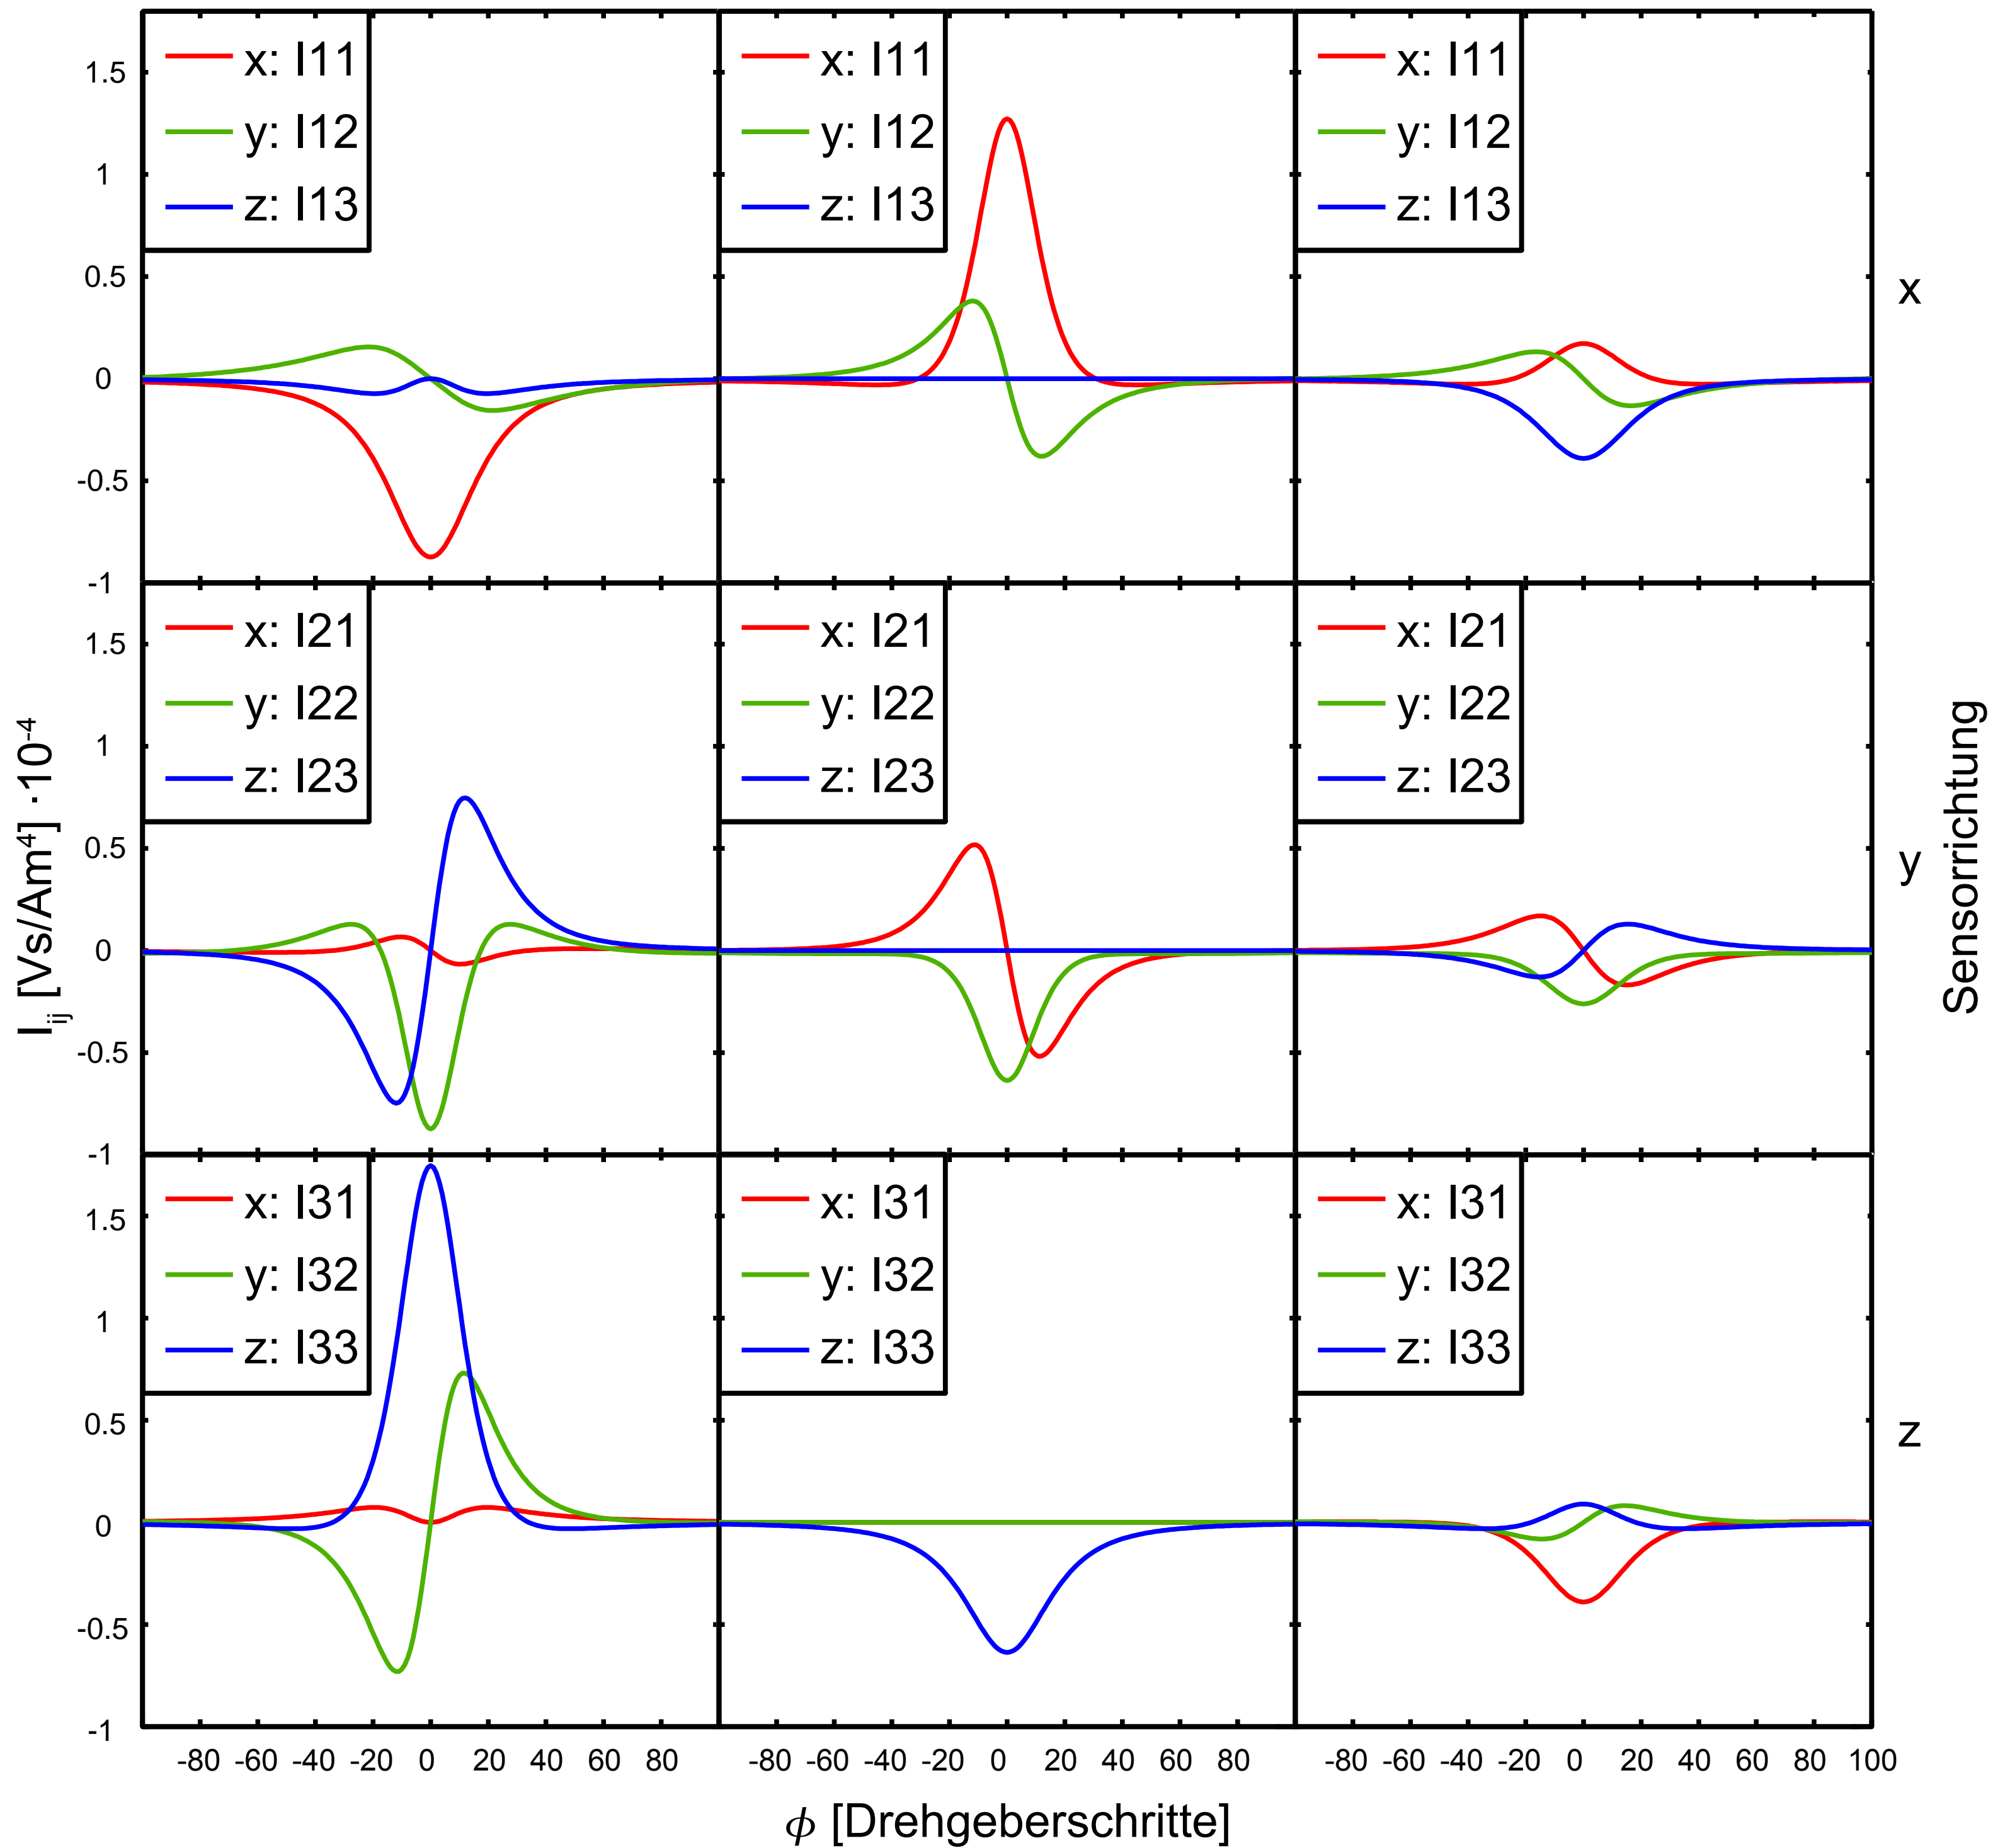 x: I11
y: I12
z: I13
x: I11
y: I12
z: I13
x: I11
y: I12
z: I13
1.5
1
0.5
0
-0.5
-1
x
x: I21
y: I22
z: I23
x: I21
y: I22
z: I23
x: I21
y: I22
z: I23
1.5
1
0.5
0
-0.5
-1
y
Iij [Vs/Am⁴] ·10⁻⁴
Sensorrichtung
x: I31
y: I32
z: I33
x: I31
y: I32
z: I33
x: I31
y: I32
z: I33
1.5
1
0.5
0
-0.5
-1
z
-80 -60 -40 -20 0 20 40 60 80 -80 -60 -40 -20 0 20 40 60 80 -80 -60 -40 -20 0 20 40 60 80 100
ϕ [Drehgeberschritte]